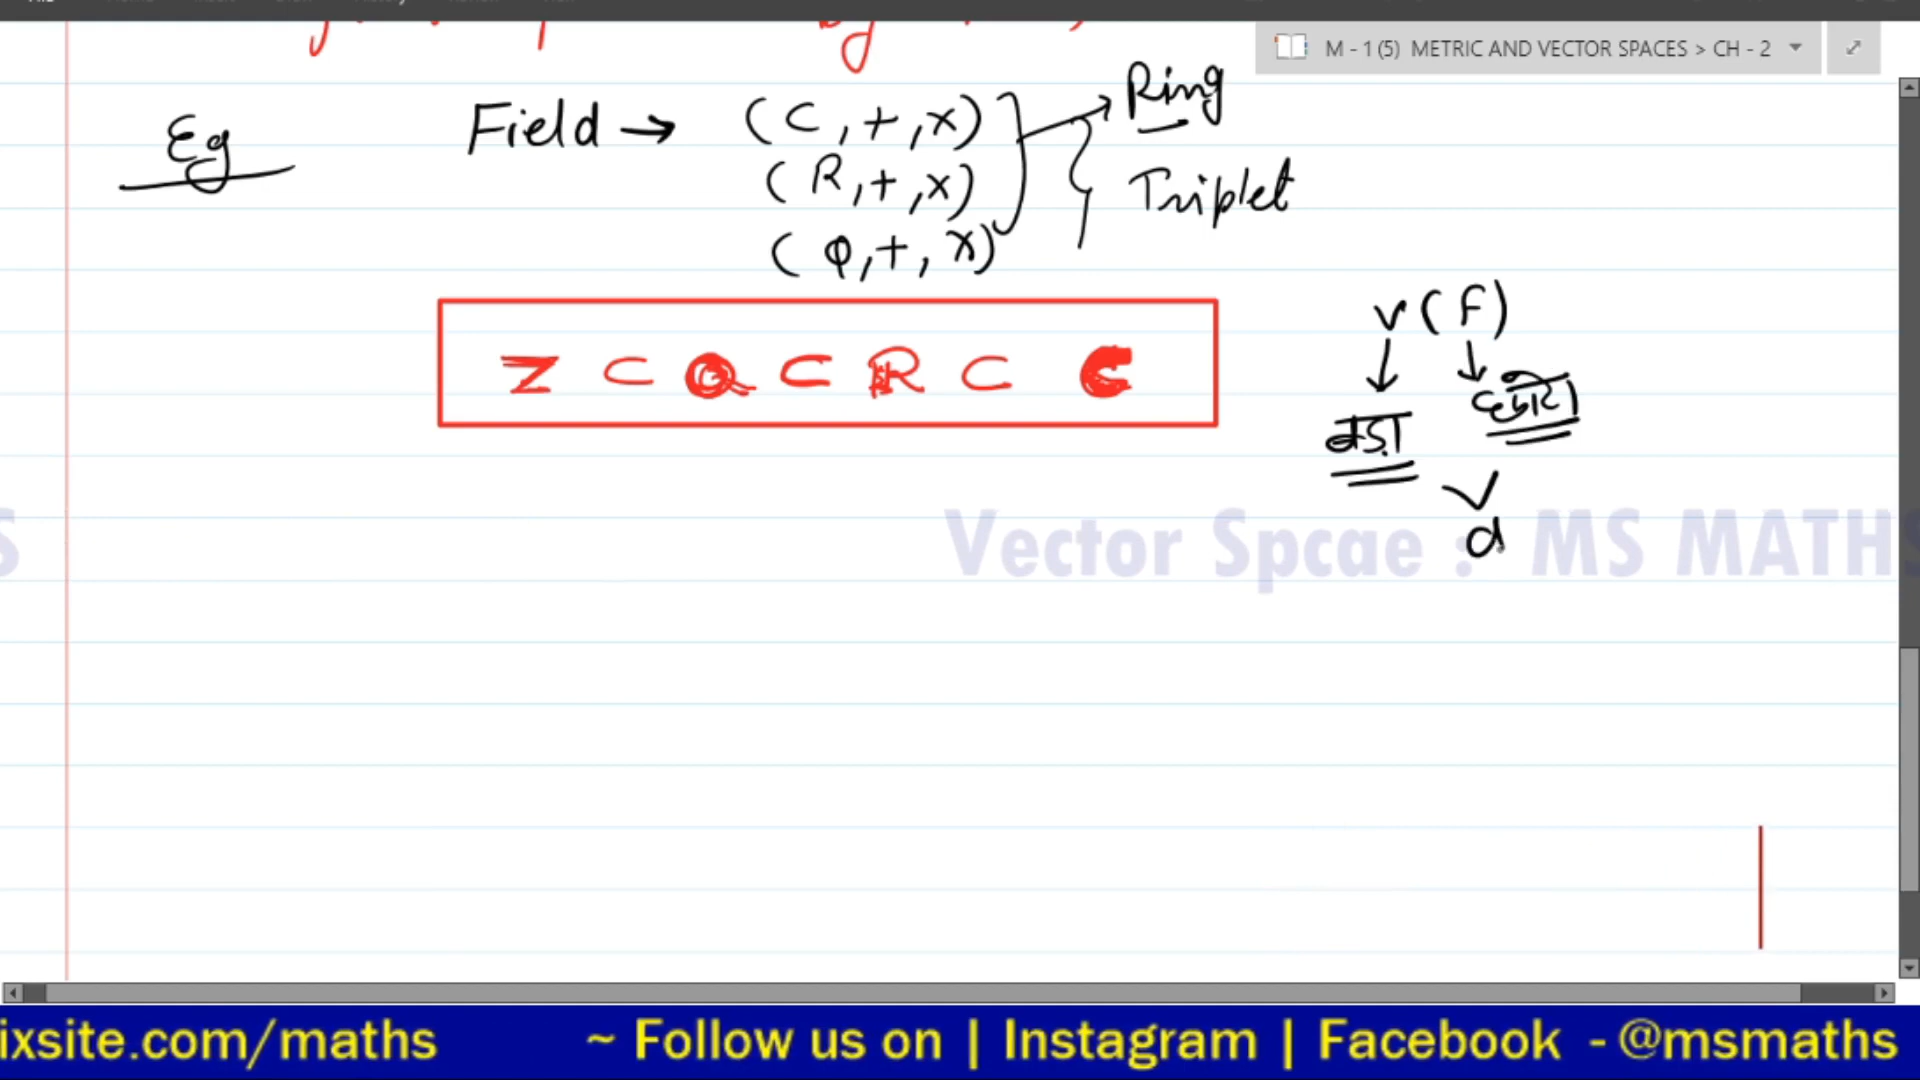 M - 1 (5) METRIC AND VECTOR SPACES > CH - 2
Eg
Field → (C, +, x)
(R, +, x)
(Q, +, x)
Ring
Triplet
V (F)
Z ⊂ Q ⊂ R ⊂ C
बड़ा
V
d
Vector Spcae : MS MATHS
ixsite.com/maths ~ Follow us on | Instagram | Facebook - @msmaths